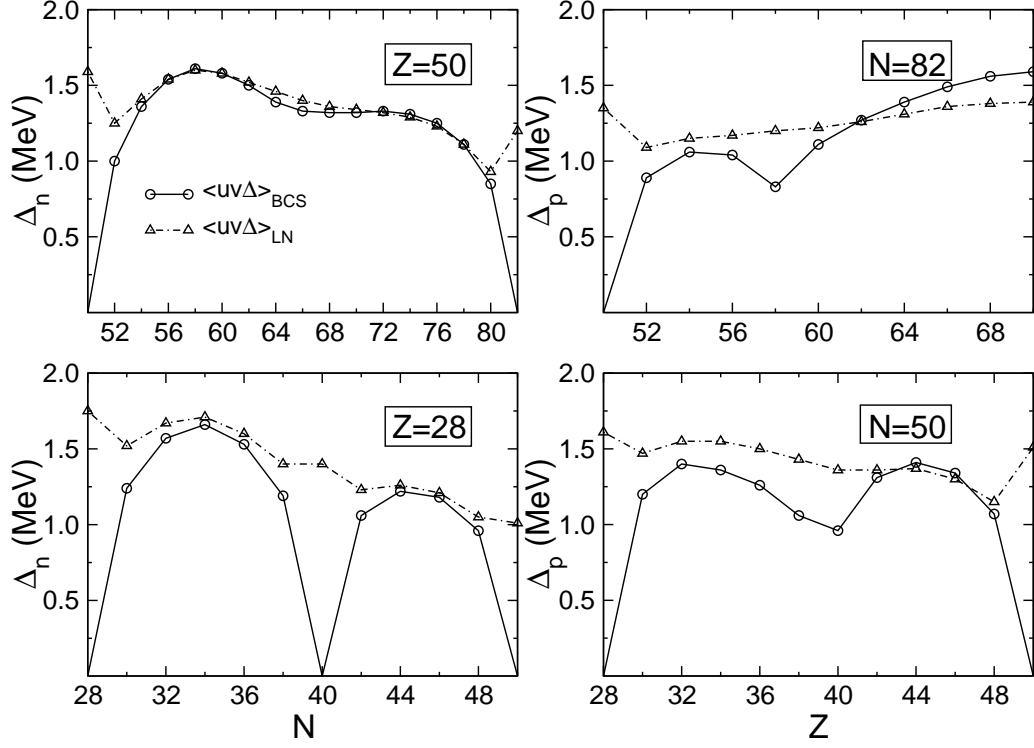 2.0
1.5
1.0
0.5
Δn (MeV)
Z=50
<uvΔ>BCS
<uvΔ>LN
52 56 60 64 68 72 76 80
2.0
1.5
1.0
0.5
Δp (MeV)
N=82
52 56 60 64 68
2.0
1.5
1.0
0.5
Δn (MeV)
Z=28
28 32 36 40 44 48
N
2.0
1.5
1.0
0.5
Δp (MeV)
N=50
28 32 36 40 44 48
Z